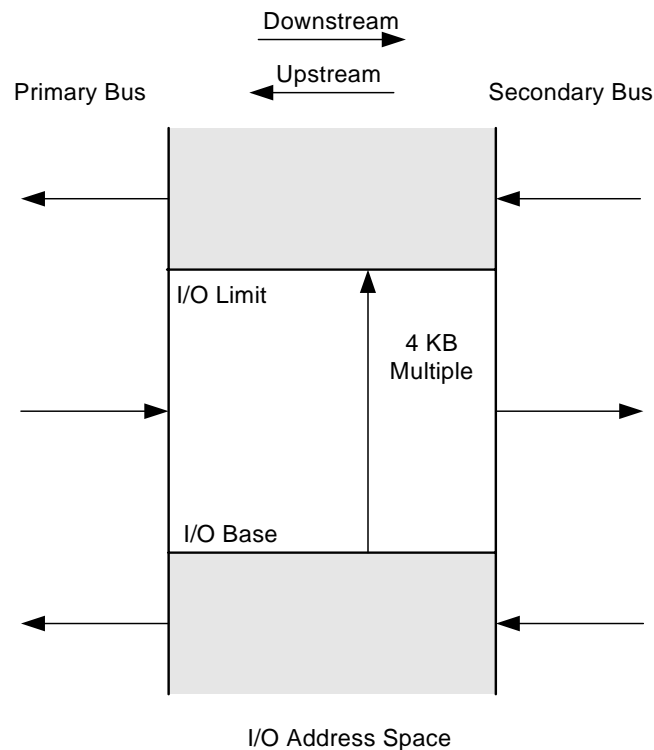 Downstream
Upstream
Primary Bus
Secondary Bus
I/O Limit
4 KB
Multiple
I/O Base
I/O Address Space